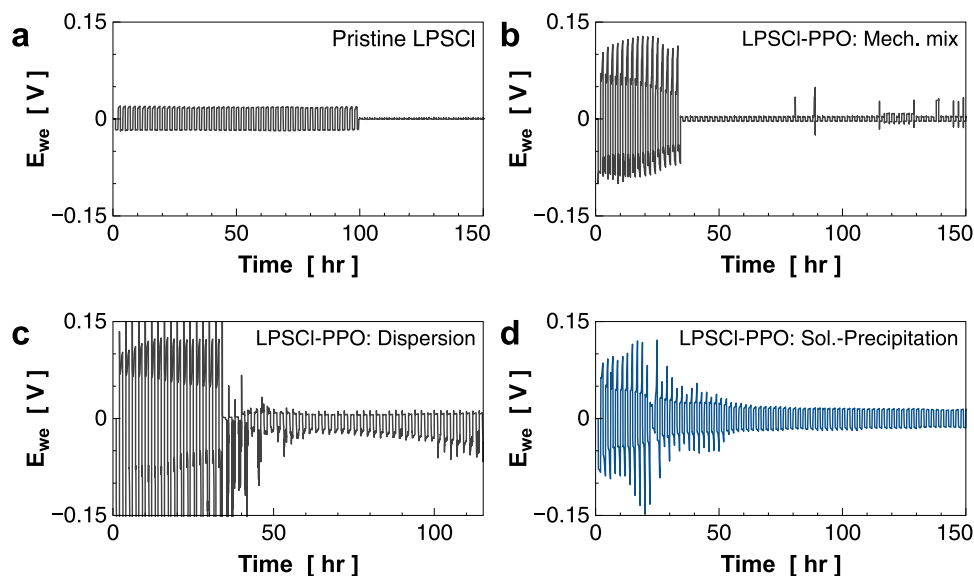 a
Pristine LPSCl
0.15
0
−0.15
E_we [ V ]
0
50
100
150
Time [ hr ]
b
LPSCl-PPO: Mech. mix
0.15
0
−0.15
E_we [ V ]
0
50
100
150
Time [ hr ]
c
LPSCl-PPO: Dispersion
0.15
0
−0.15
E_we [ V ]
0
50
100
Time [ hr ]
d
LPSCl-PPO: Sol.-Precipitation
0.15
0
−0.15
E_we [ V ]
0
50
100
150
Time [ hr ]